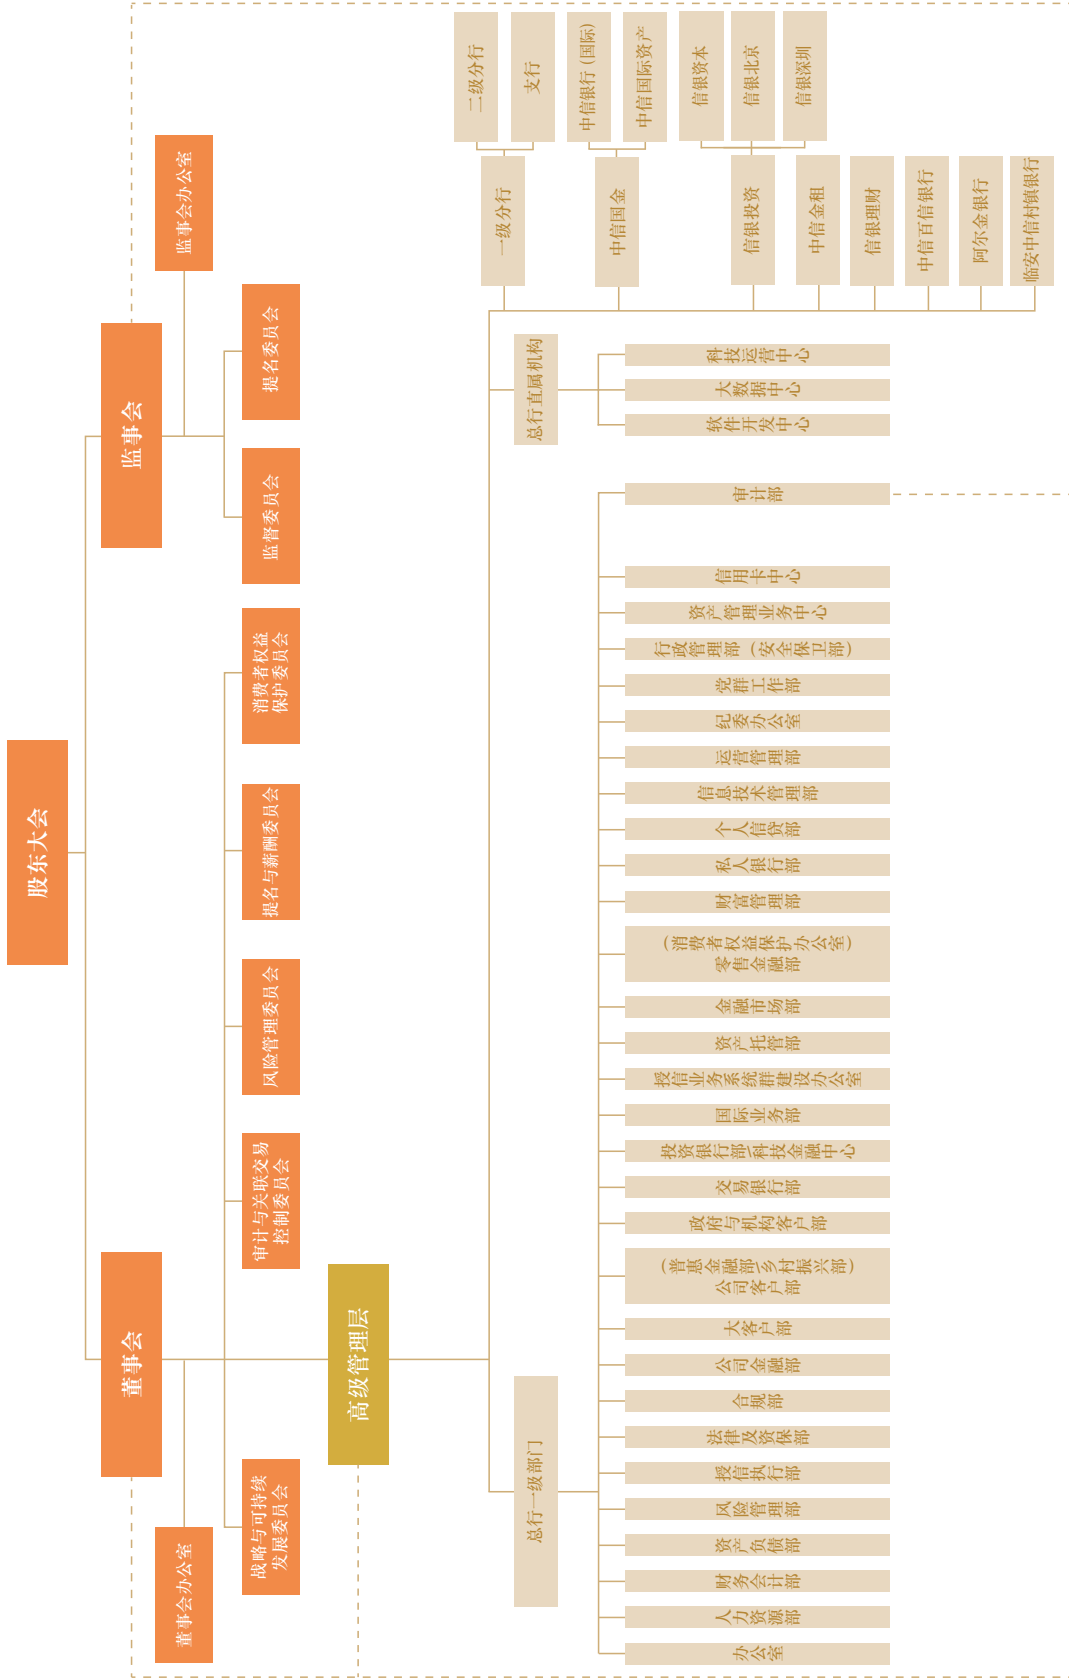 股东大会
董事会
监事会
董事会办公室
监事会办公室
战略与可持续
发展委员会
审计与关联交易
控制委员会
风险管理委员会
提名与薪酬委员会
消费者权益
保护委员会
监督委员会
提名委员会
高级管理层
总行一级部门
总行直属机构
一级分行
二级分行
支行
中信国金
中信银行(国际)
中信国际资产
信银投资
信银资本
信银北京
信银深圳
中信金租
信银理财
中信百信银行
阿尔金银行
临安中信村镇银行
办公室
人力资源部
财务会计部
资产负债部
风险管理部
授信执行部
法律及资保部
合规部
公司金融部
大客户部
公司客户部
(普惠金融部/乡村振兴部)
政府与机构客户部
交易银行部
投资银行部/科技金融中心
国际业务部
授信业务系统群建设办公室
资产托管部
金融市场部
零售金融部
(消费者权益保护办公室)
财富管理部
私人银行部
个人信贷部
信息技术管理部
运营管理部
纪委办公室
党群工作部
行政管理部(安全保卫部)
资产管理业务中心
信用卡中心
审计部
软件开发中心
大数据中心
科技运营中心